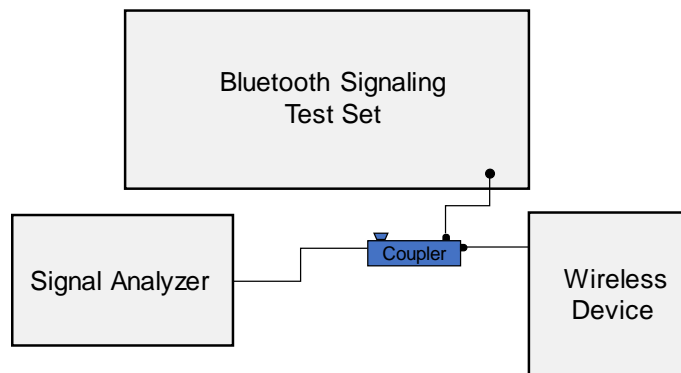 Bluetooth Signaling
Test Set
Signal Analyzer
Coupler
Wireless
Device